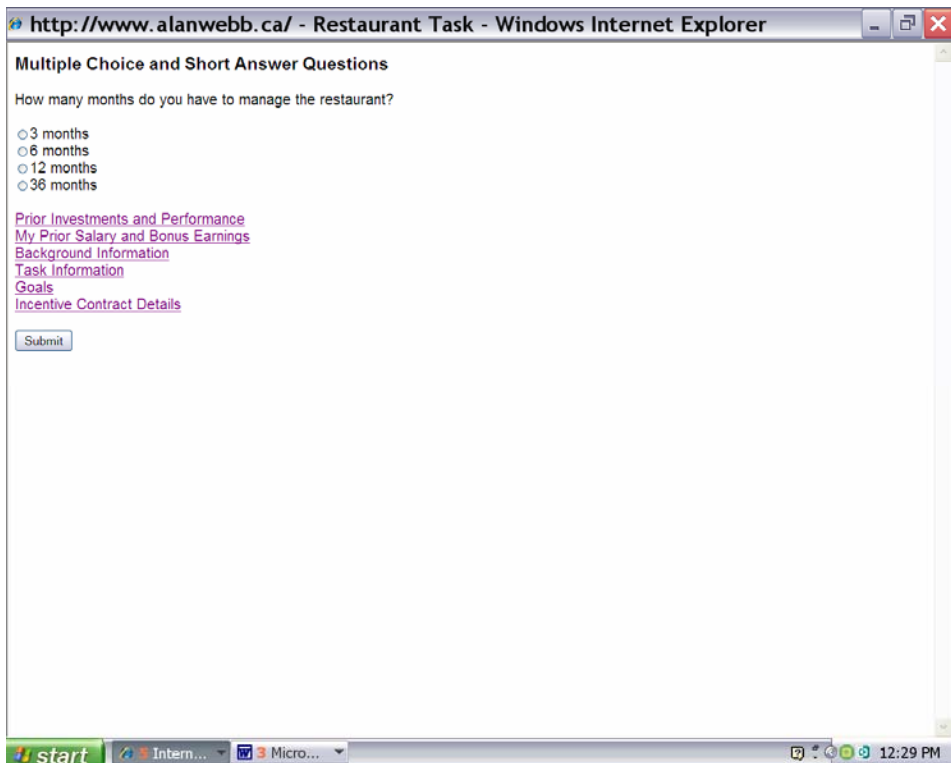 http://www.alanwebb.ca/ - Restaurant Task - Windows Internet Explorer
Multiple Choice and Short Answer Questions
How many months do you have to manage the restaurant?
3 months
6 months
12 months
36 months
Prior Investments and Performance
My Prior Salary and Bonus Earnings
Background Information
Task Information
Goals
Incentive Contract Details
Submit
start 5 Intern... 3 Micro... 12:29 PM